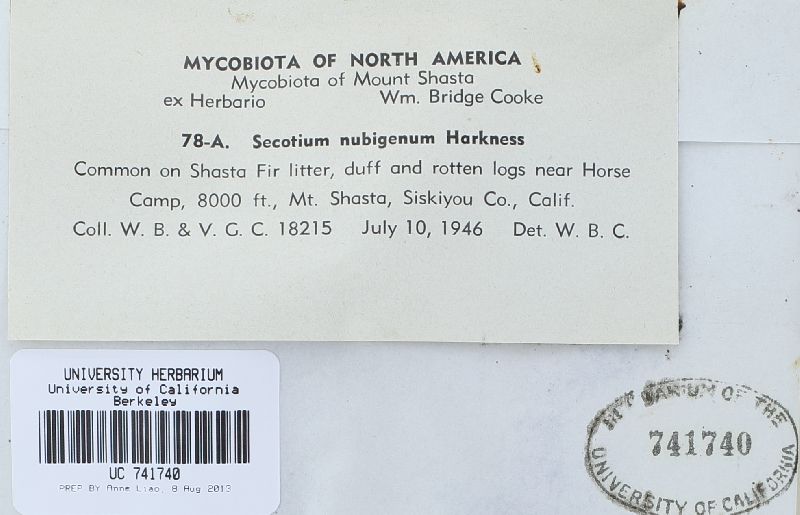 MYCOBIOTA OF NORTH AMERICA
Mycobiota of Mount Shasta
ex Herbario Wm. Bridge Cooke
78-A. Secotium nubigenum Harkness
Common on Shasta Fir litter, duff and rotten logs near Horse
Camp, 8000 ft., Mt. Shasta, Siskiyou Co., Calif.
Coll. W. B. & V. G. C. 18215 July 10, 1946 Det. W. B. C.
UNIVERSITY HERBARIUM
University of California
Berkeley
UC 741740
PREP BY Anne Liao, 8 Aug 2013
OF THE
741740
UNIVERSITY OF CALIFORNIA